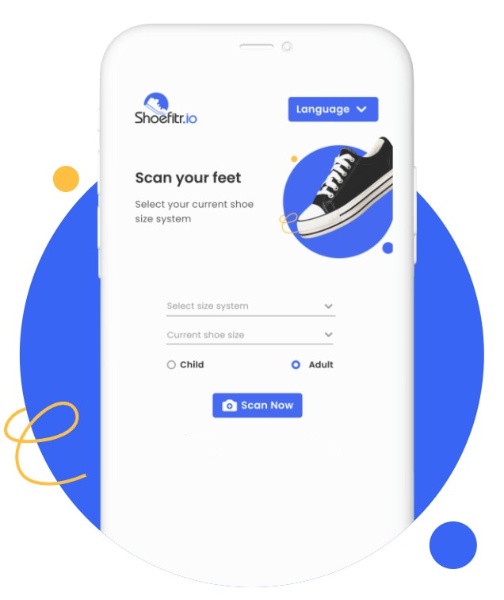 Shoefitr.io
Language
Scan your feet
Select your current shoe
size system
Select size system
Current shoe size
Child
Adult
Scan Now